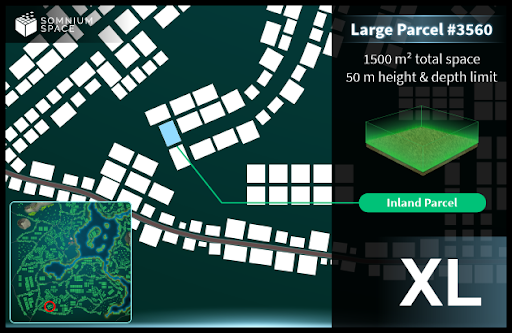 SOMNIUM
SPACE
Large Parcel #3560
1500 m² total space
50 m height & depth limit
Inland Parcel
XL